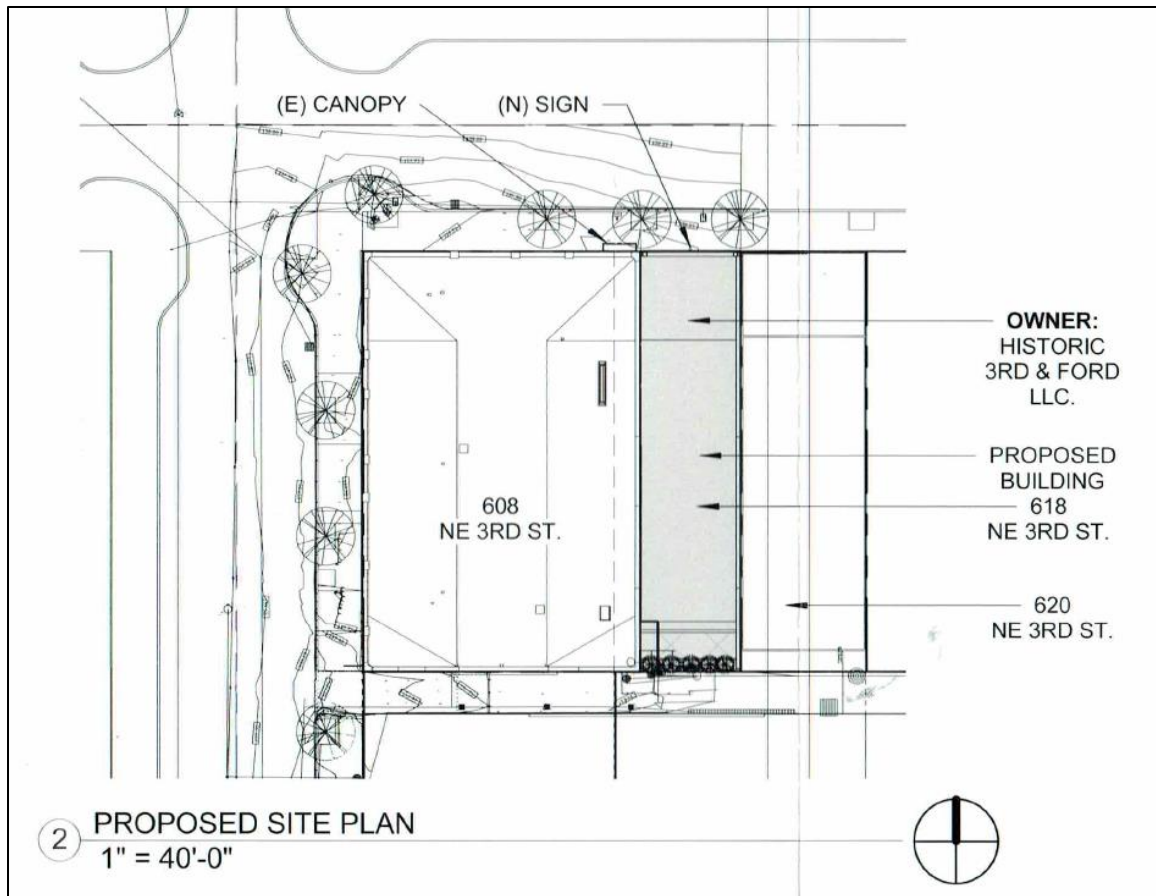 (E) CANOPY
(N) SIGN
OWNER:
HISTORIC
3RD & FORD
LLC.
PROPOSED
BUILDING
608
NE 3RD ST.
618
NE 3RD ST.
620
NE 3RD ST.
2
PROPOSED SITE PLAN
1" = 40'-0"